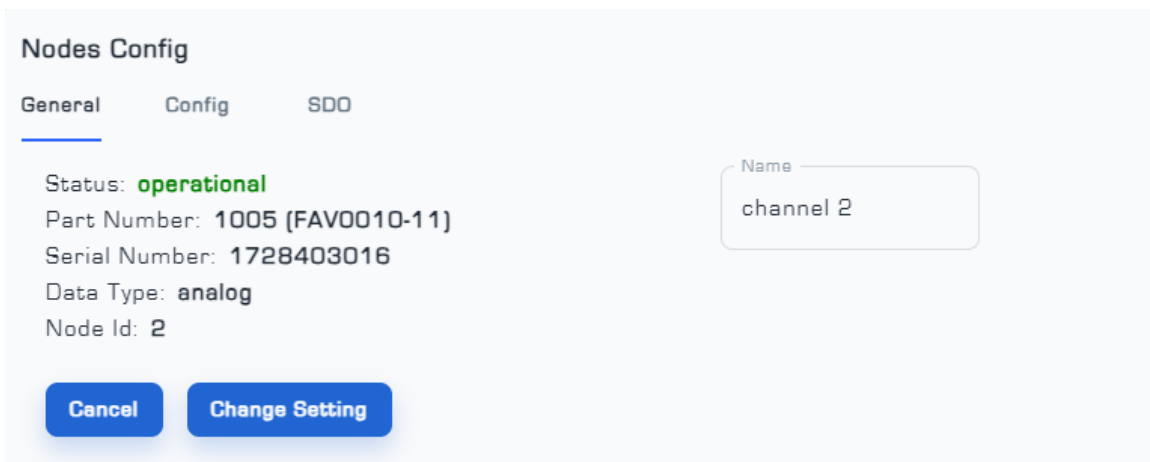 Nodes Config
General Config SDO
Status: operational
Part Number: 1005 (FAV0010-11)
Serial Number: 1728403016
Data Type: analog
Node Id: 2
Name
channel 2
Cancel Change Setting